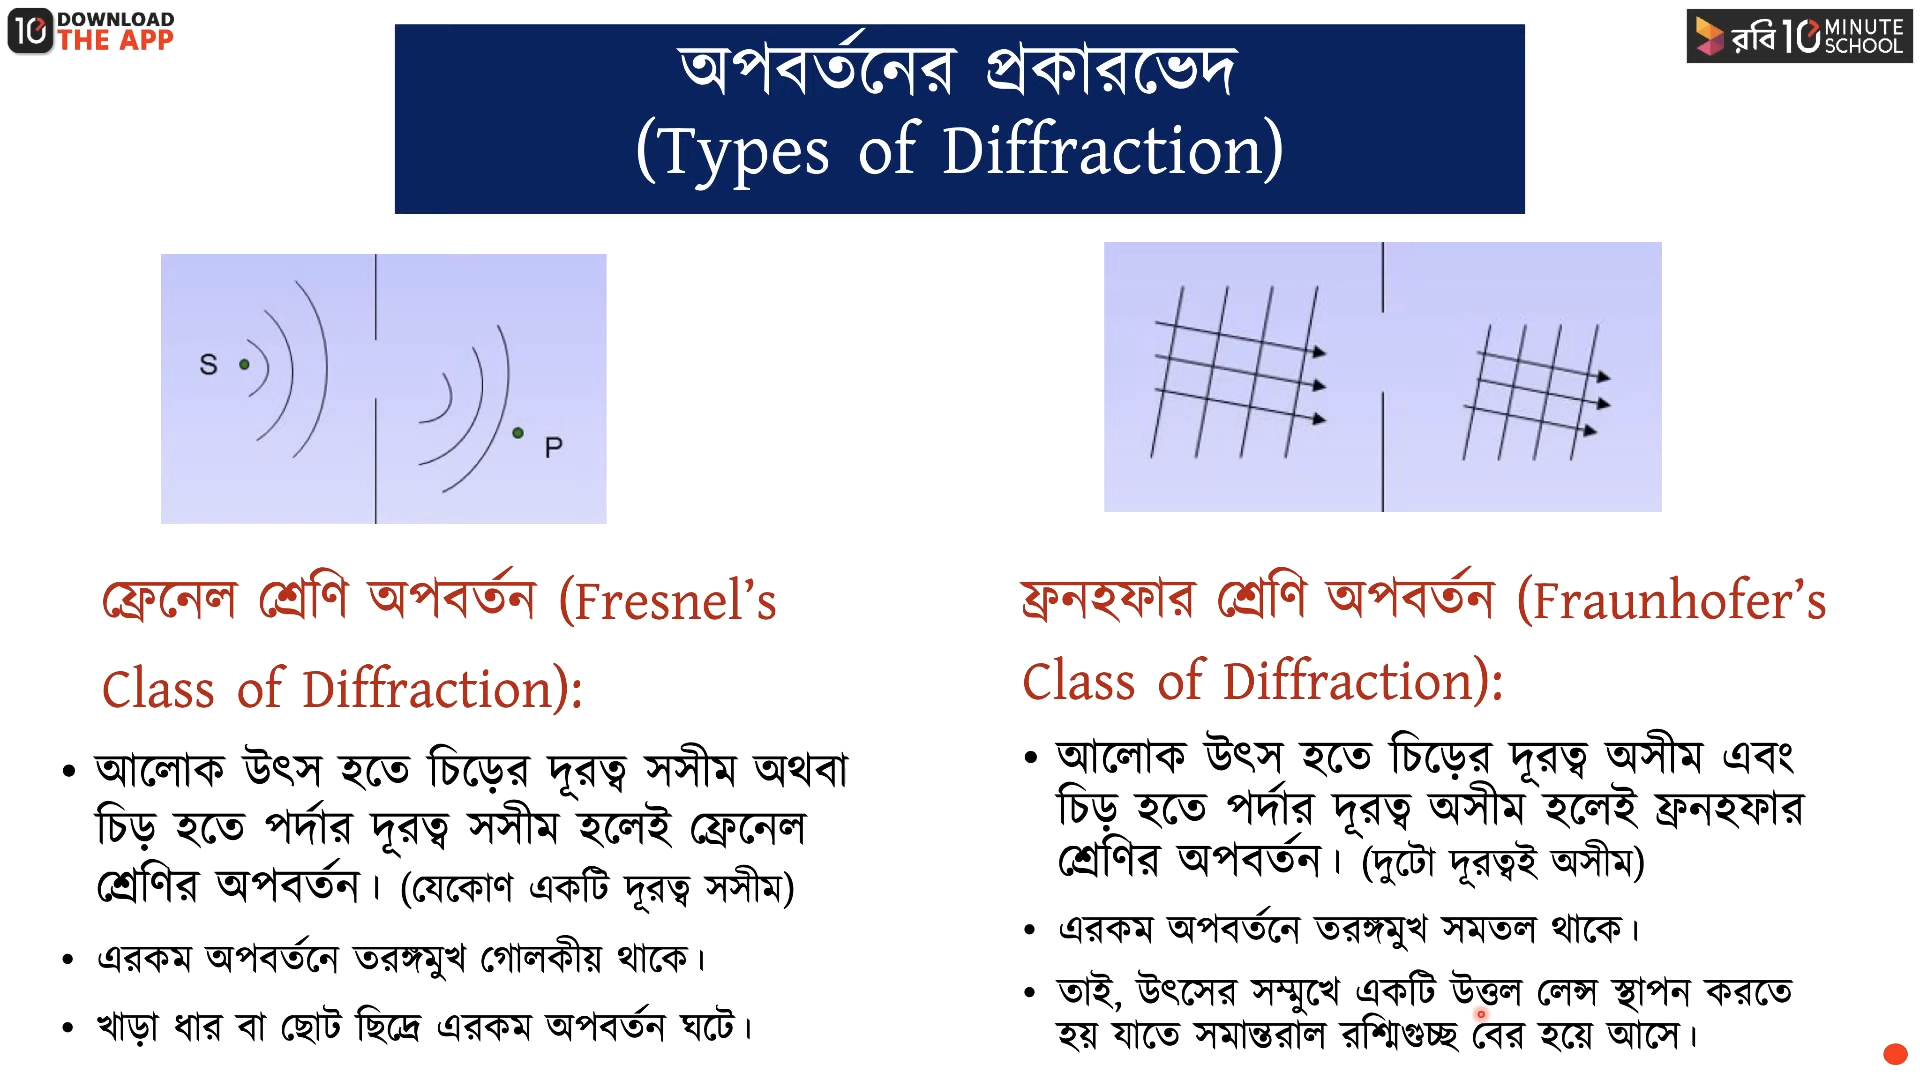 DOWNLOAD
THE APP
রবি 10 MINUTE
SCHOOL
অপবর্তনের প্রকারভেদ
(Types of Diffraction)
S
P
ফ্রেনেল শ্রেণি অপবর্তন (Fresnel’s
Class of Diffraction):
• আলোক উৎস হতে চিড়ের দূরত্ব সসীম অথবা
চিড় হতে পর্দার দূরত্ব সসীম হলেই ফ্রেনেল
শ্রেণির অপবর্তন। (যেকোণ একটি দূরত্ব সসীম)
• এরকম অপবর্তনে তরঙ্গমুখ গোলকীয় থাকে।
• খাড়া ধার বা ছোট ছিদ্রে এরকম অপবর্তন ঘটে।
ফ্রনহফার শ্রেণি অপবর্তন (Fraunhofer’s
Class of Diffraction):
• আলোক উৎস হতে চিড়ের দূরত্ব অসীম এবং
চিড় হতে পর্দার দূরত্ব অসীম হলেই ফ্রনহফার
শ্রেণির অপবর্তন। (দুটো দূরত্বই অসীম)
• এরকম অপবর্তনে তরঙ্গমুখ সমতল থাকে।
• তাই, উৎসের সম্মুখে একটি উত্তল লেন্স স্থাপন করতে
হয় যাতে সমান্তরাল রশ্মিগুচ্ছ বের হয়ে আসে।